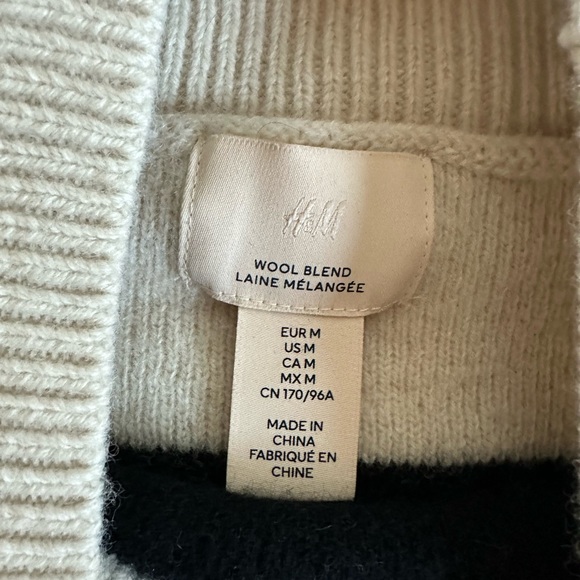 H&M
WOOL BLEND
LAINE MÉLANGÉE
EUR M
US M
CA M
MX M
CN 170/96A
MADE IN
CHINA
FABRIQUÉ EN
CHINE